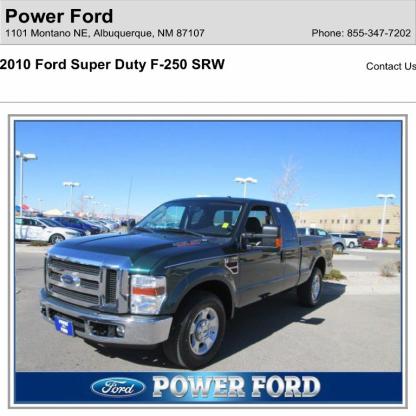 Power Ford
1101 Montano NE, Albuquerque, NM 87107
Phone: 855-347-7202
2010 Ford Super Duty F-250 SRW
Contact Us
Ford
POWER FORD